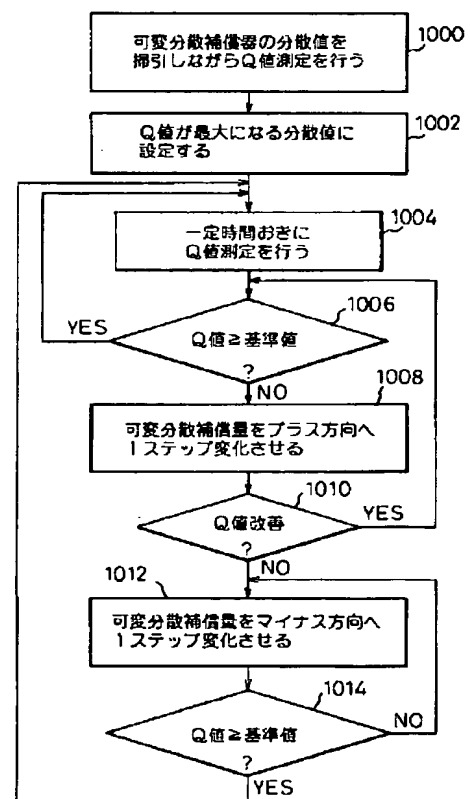 可変分散補償器の分散値を
掃引しながらQ値測定を行う
1000
Q値が最大になる分散値に
設定する
1002
一定時間おきに
Q値測定を行う
1004
Q値≧基準値
?
1006
YES
NO
可変分散補償量をプラス方向へ
1ステップ変化させる
1008
Q値改善
?
1010
YES
NO
1012
可変分散補償量をマイナス方向へ
1ステップ変化させる
1014
Q値≧基準値
?
NO
YES